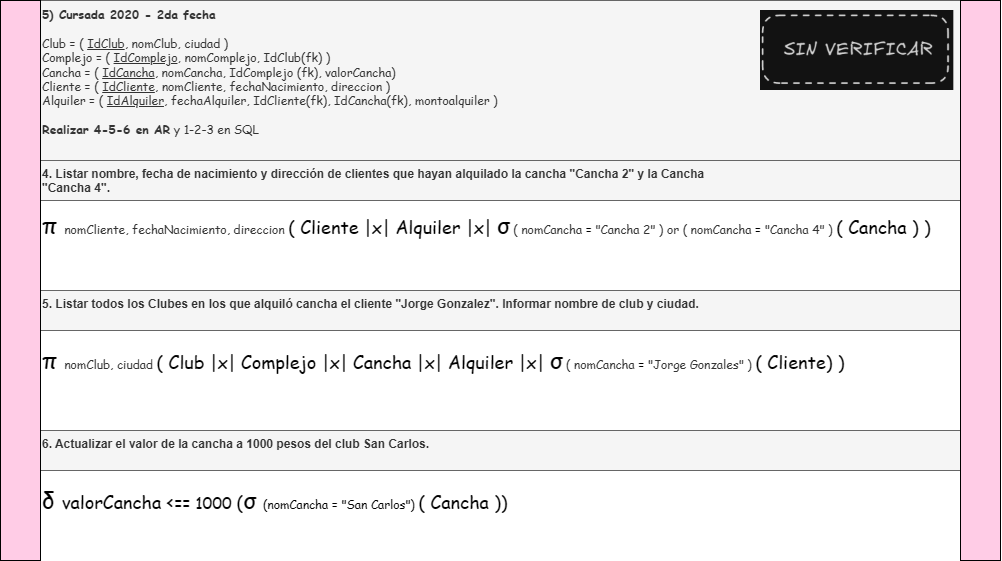 5) Cursada 2020 - 2da fecha
SIN VERIFICAR
Club = ( IdClub, nomClub, ciudad )
Complejo = ( IdComplejo, nomComplejo, IdClub(fk) )
Cancha = ( IdCancha, nomCancha, IdComplejo (fk), valorCancha)
Cliente = ( IdCliente, nomCliente, fechaNacimiento, direccion )
Alquiler = ( IdAlquiler, fechaAlquiler, IdCliente(fk), IdCancha(fk), montoalquiler )
Realizar 4-5-6 en AR y 1-2-3 en SQL
4. Listar nombre, fecha de nacimiento y dirección de clientes que hayan alquilado la cancha "Cancha 2" y la Cancha
"Cancha 4".
π nomCliente, fechaNacimiento, direccion ( Cliente |x| Alquiler |x| σ ( nomCancha = "Cancha 2" ) or ( nomCancha = "Cancha 4" ) ( Cancha ) )
5. Listar todos los Clubes en los que alquiló cancha el cliente "Jorge Gonzalez". Informar nombre de club y ciudad.
π nomClub, ciudad ( Club |x| Complejo |x| Cancha |x| Alquiler |x| σ ( nomCancha = "Jorge Gonzales" ) ( Cliente) )
6. Actualizar el valor de la cancha a 1000 pesos del club San Carlos.
δ valorCancha <== 1000 (σ (nomCancha = "San Carlos") ( Cancha ))